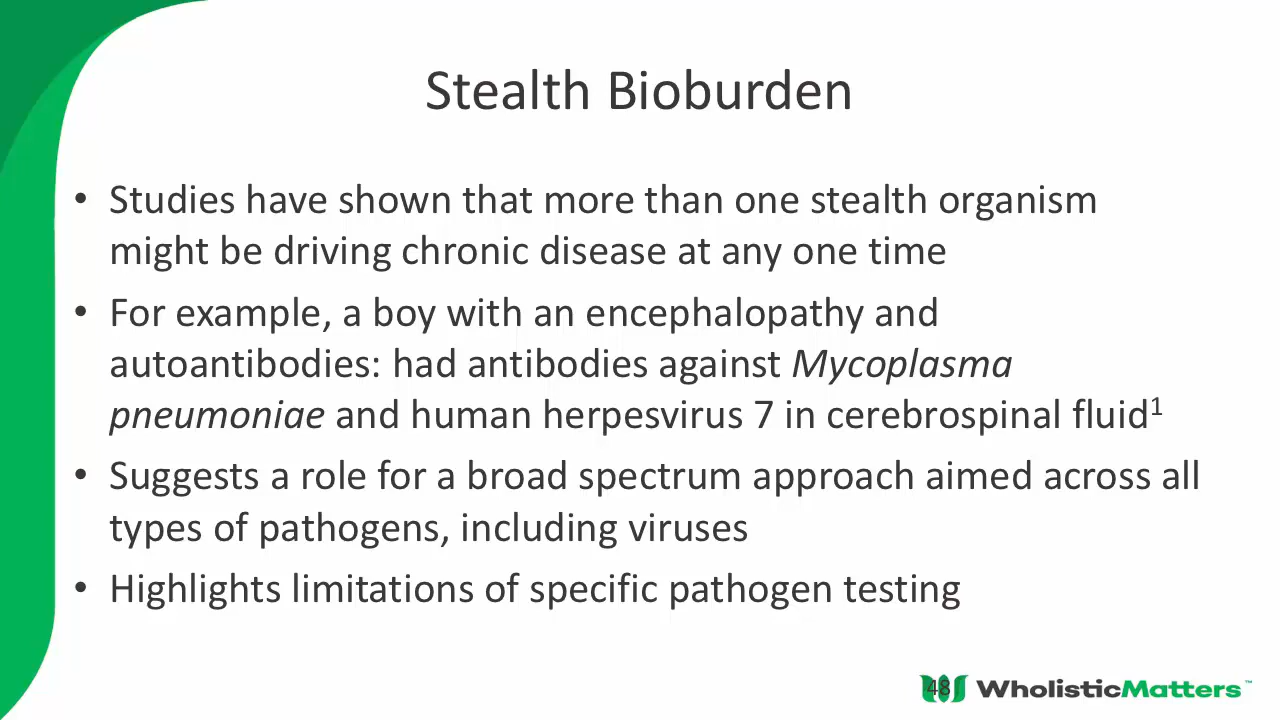 Stealth Bioburden
• Studies have shown that more than one stealth organism
might be driving chronic disease at any one time
• For example, a boy with an encephalopathy and
autoantibodies: had antibodies against Mycoplasma
pneumoniae and human herpesvirus 7 in cerebrospinal fluid¹
• Suggests a role for a broad spectrum approach aimed across all
types of pathogens, including viruses
• Highlights limitations of specific pathogen testing
48 WholisticMatters™